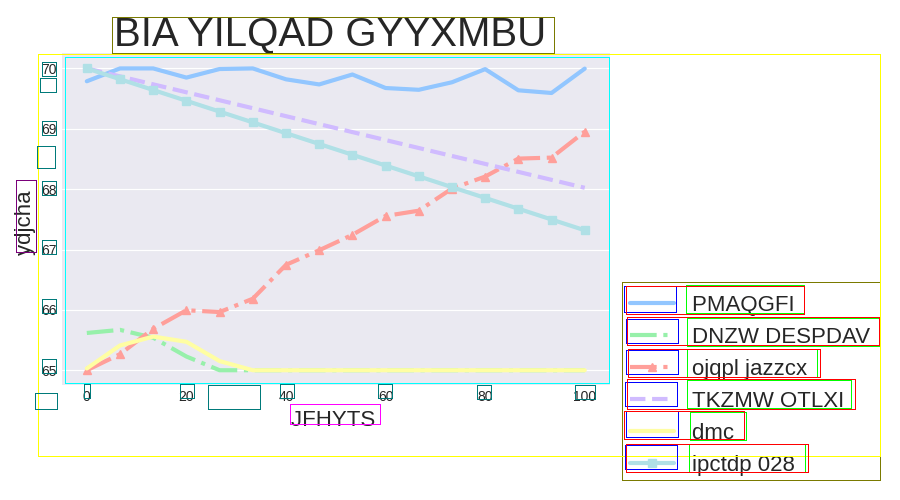 BIA YILQAD GYYXMBU
70
69
68
67
66
65
ydjcha
0 20 40 60 80 100
JFHYTS
PMAQGFI
DNZW DESPDAV
ojqpl jazzcx
TKZMW OTLXI
dmc
ipctdp 028